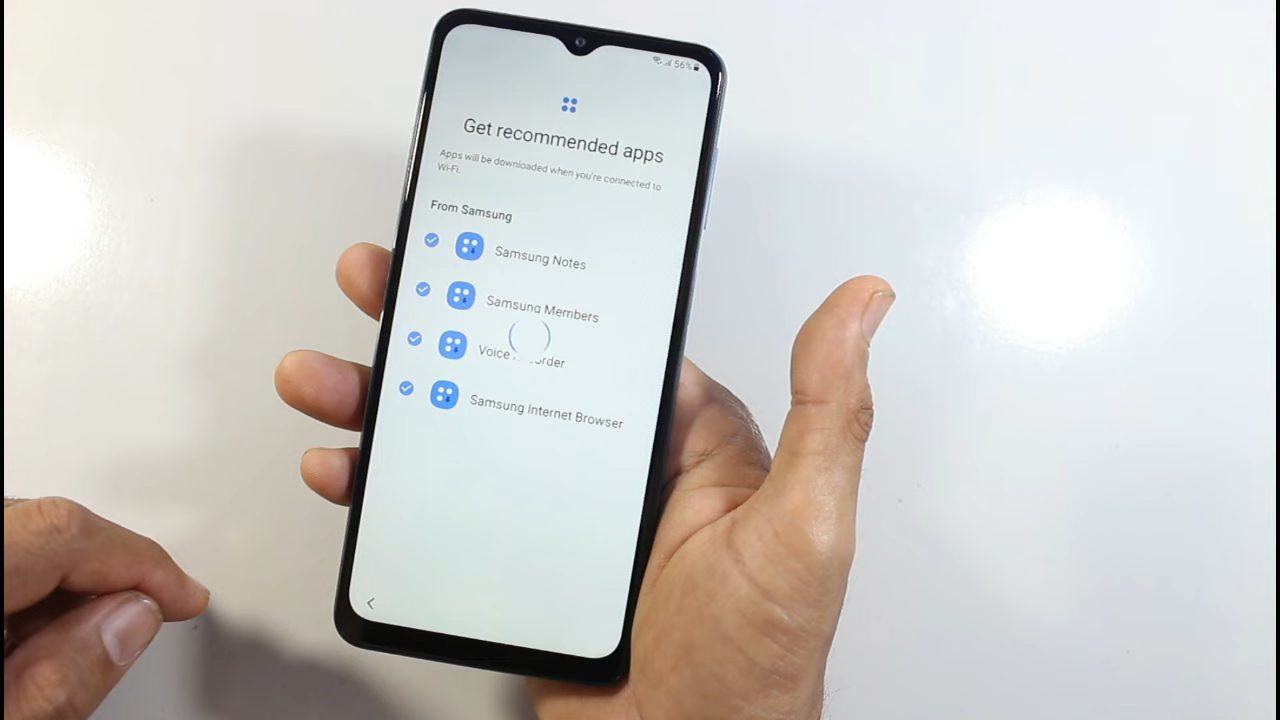 56%
Get recommended apps
Apps will be downloaded when you're connected to
Wi-Fi.
From Samsung
Samsung Notes
Samsung Members
Voice
Samsung Internet Browser